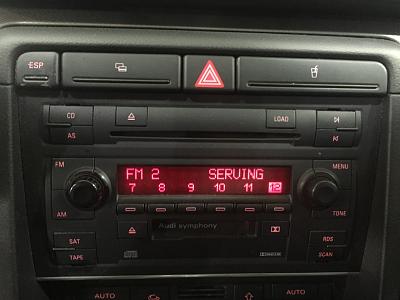 ESP
CD
LOAD
AS
FM
MENU
FM 2 SERVING
7 8 9 10 11 12
AM
TONE
Audi symphony
SAT
RDS
TAPE
SCAN
AUTO
AUTO